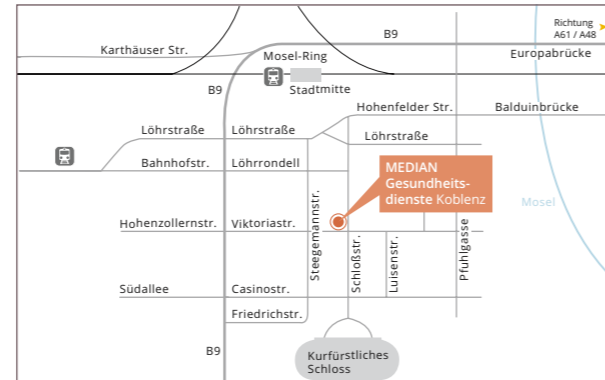 Richtung
A61 / A48
B9
Karthäuser Str.
Mosel-Ring
Europabrücke
B9
Stadtmitte
Hohenfelder Str.
Balduinbrücke
Löhrstraße
Löhrstraße
Löhrstraße
Bahnhofstr.
Löhrrondell
MEDIAN
Gesundheits-
dienste Koblenz
Mosel
Hohenzollernstr.
Viktoriastr.
Steegemannstr.
Schloßstr.
Luisenstr.
Pfuhlgasse
Südallee
Casinostr.
Friedrichstr.
B9
Kurfürstliches
Schloss